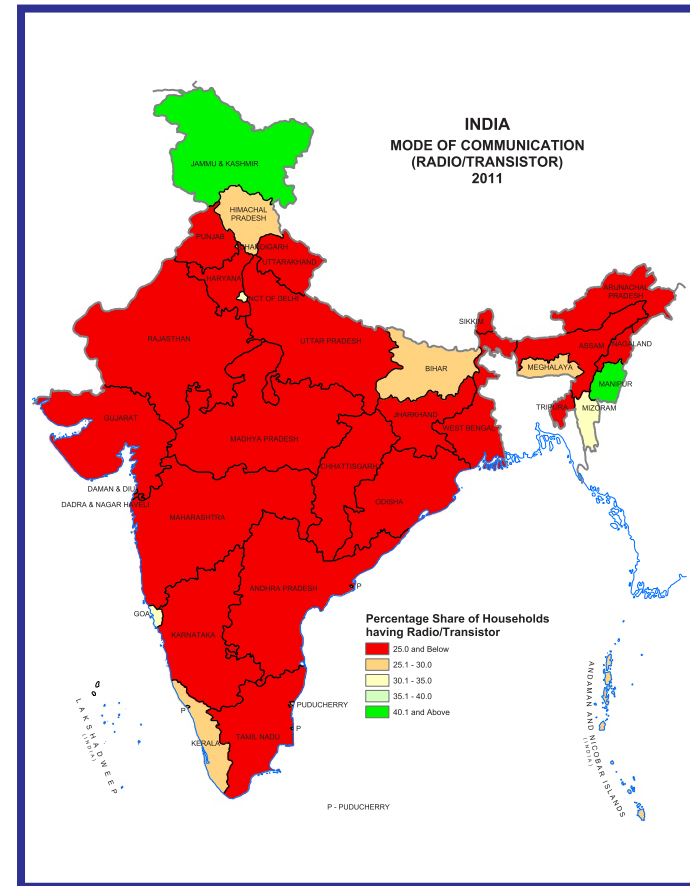 INDIA
MODE OF COMMUNICATION
(RADIO/TRANSISTOR)
2011
JAMMU & KASHMIR
HIMACHAL
PRADESH
PUNJAB
CHANDIGARH
UTTARAKHAND
HARYANA
NCT OF DELHI
ARUNACHAL
PRADESH
SIKKIM
RAJASTHAN
UTTAR PRADESH
ASSAM
NAGALAND
BIHAR
MEGHALAYA
MANIPUR
TRIPURA
MIZORAM
GUJARAT
JHARKHAND
WEST BENGAL
MADHYA PRADESH
CHHATTISGARH
DAMAN & DIU
DADRA & NAGAR HAVELI
ODISHA
MAHARASHTRA
ANDHRA PRADESH
P
GOA
KARNATAKA
Percentage Share of Households
having Radio/Transistor
25.0 and Below
25.1 - 30.0
30.1 - 35.0
35.1 - 40.0
40.1 and Above
LAKSHADWEEP
(INDIA)
P
PUDUCHERRY
P
KERALA
TAMIL NADU
ANDAMAN AND NICOBAR ISLANDS
(INDIA)
P - PUDUCHERRY